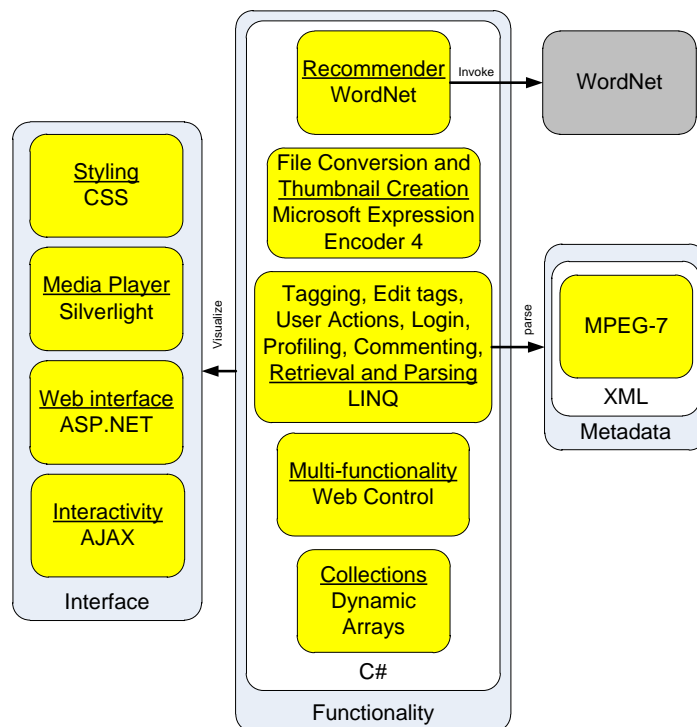 Styling
CSS
Media Player
Silverlight
Web interface
ASP.NET
Interactivity
AJAX
Interface
Visualize
Recommender
WordNet
File Conversion and
Thumbnail Creation
Microsoft Expression
Encoder 4
Tagging, Edit tags,
User Actions, Login,
Profiling, Commenting,
Retrieval and Parsing
LINQ
Multi-functionality
Web Control
Collections
Dynamic
Arrays
C#
Functionality
Invoke
WordNet
parse
MPEG-7
XML
Metadata